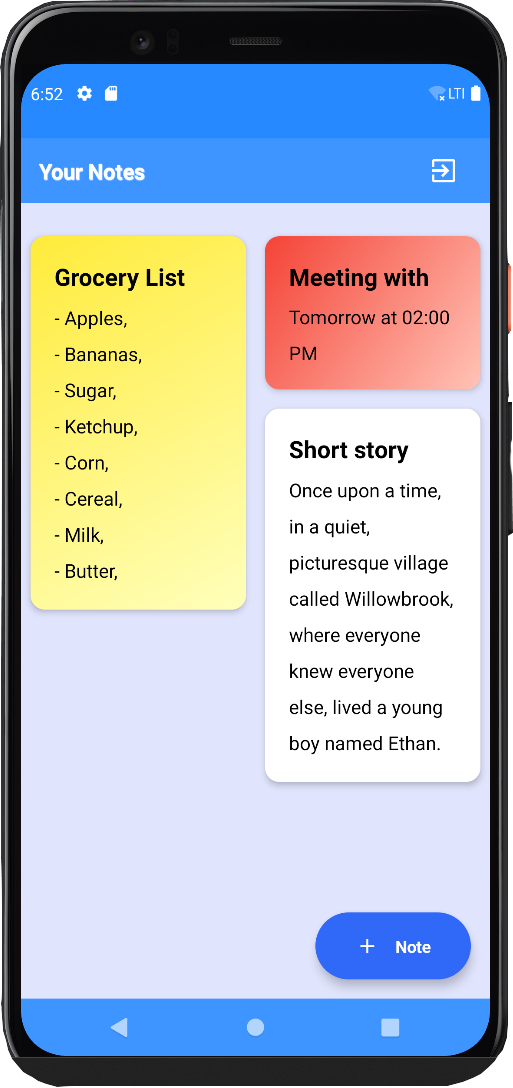 6:52
LTI
Your Notes
Grocery List
- Apples,
- Bananas,
- Sugar,
- Ketchup,
- Corn,
- Cereal,
- Milk,
- Butter,
Meeting with
Tomorrow at 02:00
PM
Short story
Once upon a time,
in a quiet,
picturesque village
called Willowbrook,
where everyone
knew everyone
else, lived a young
boy named Ethan.
+ Note